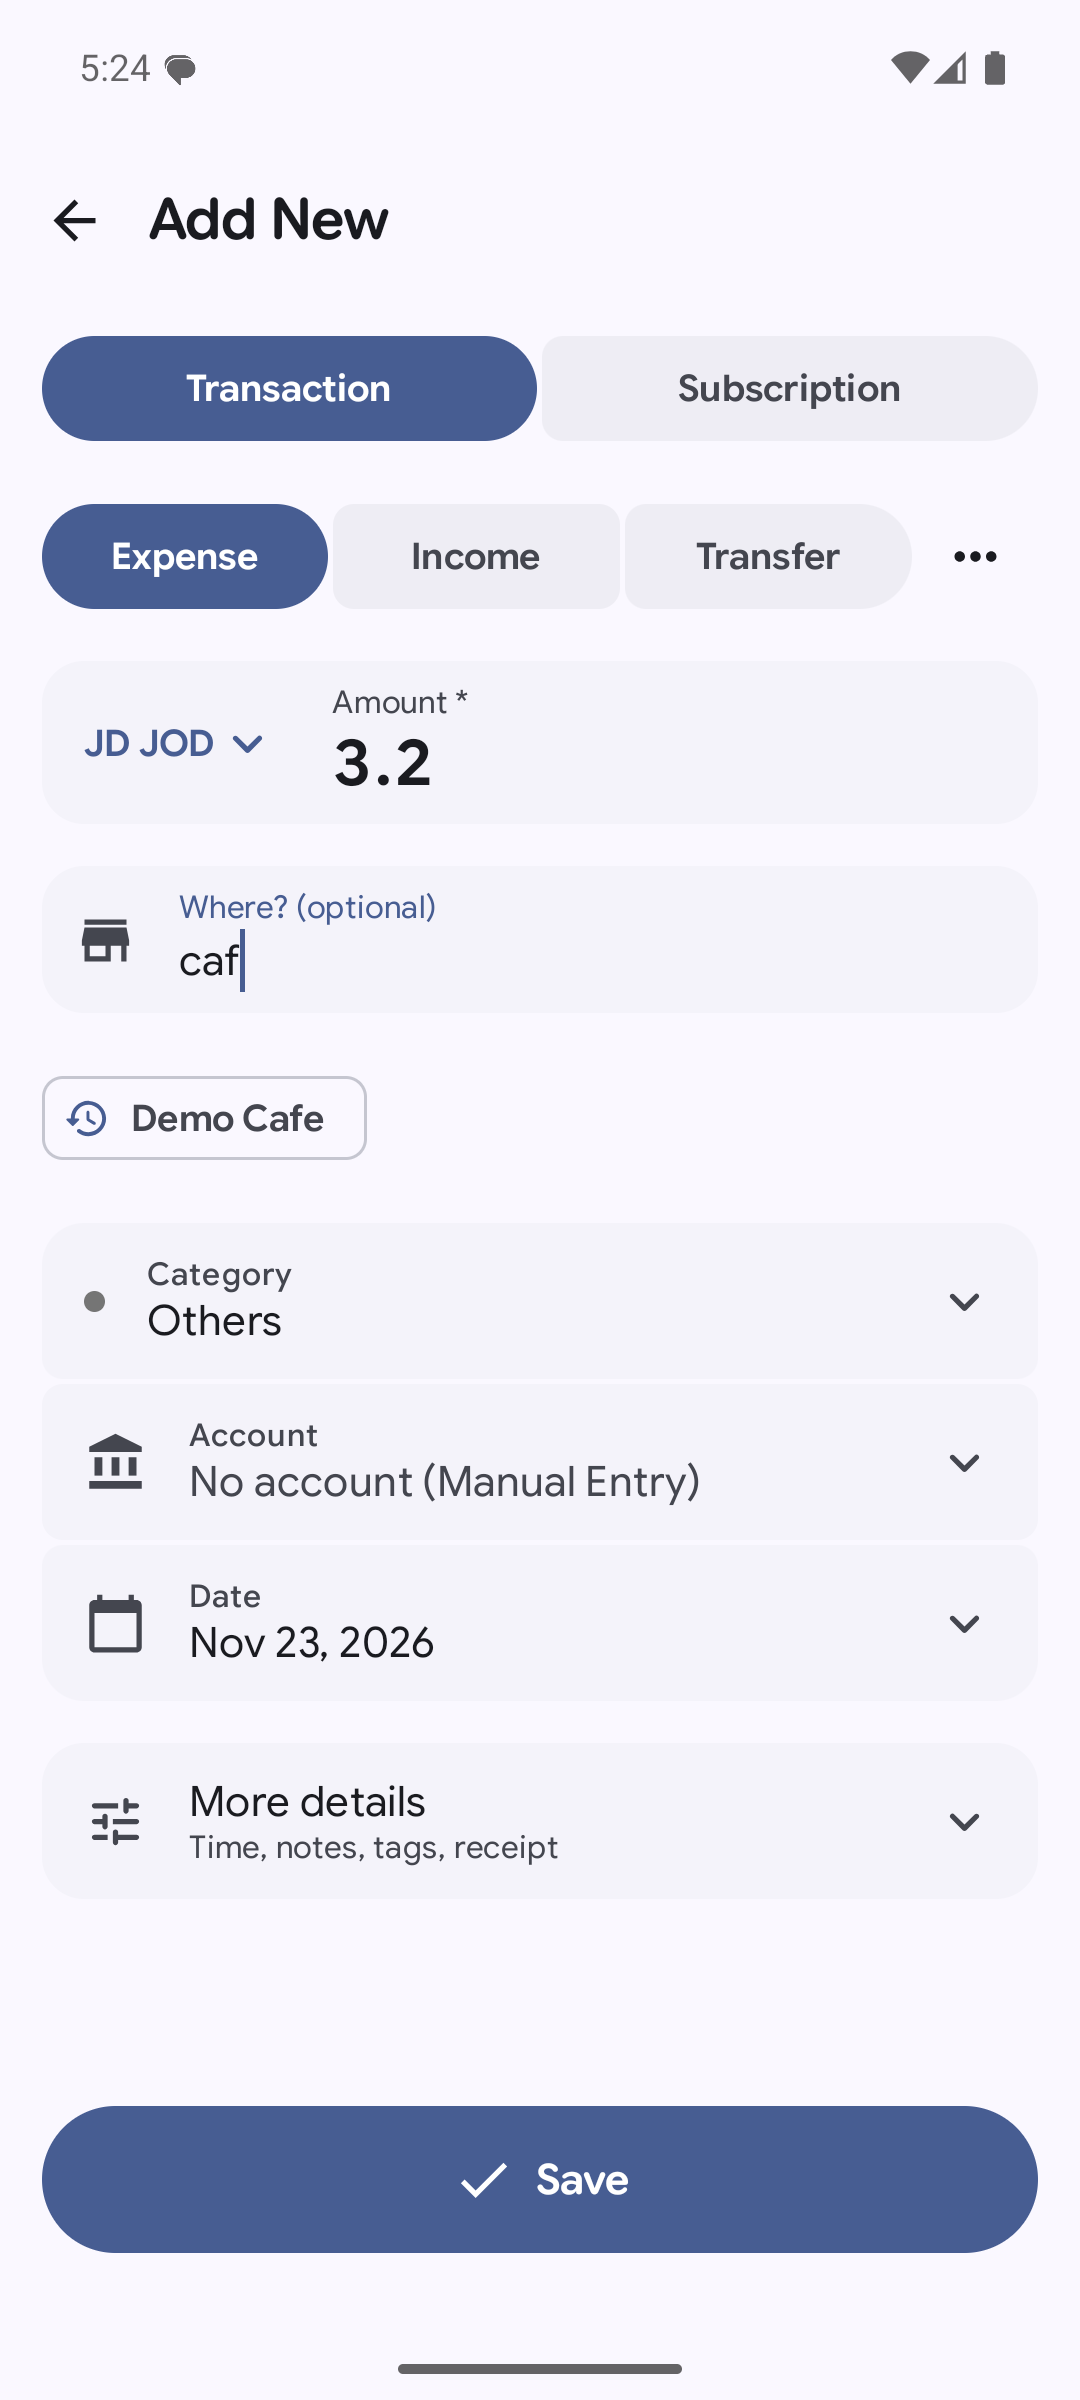 5:24
Add New
Transaction
Subscription
Expense
Income
Transfer
Amount *
JD JOD
3.2
Where? (optional)
caf
Demo Cafe
Category
Others
Account
No account (Manual Entry)
Date
Nov 23, 2026
More details
Time, notes, tags, receipt
Save